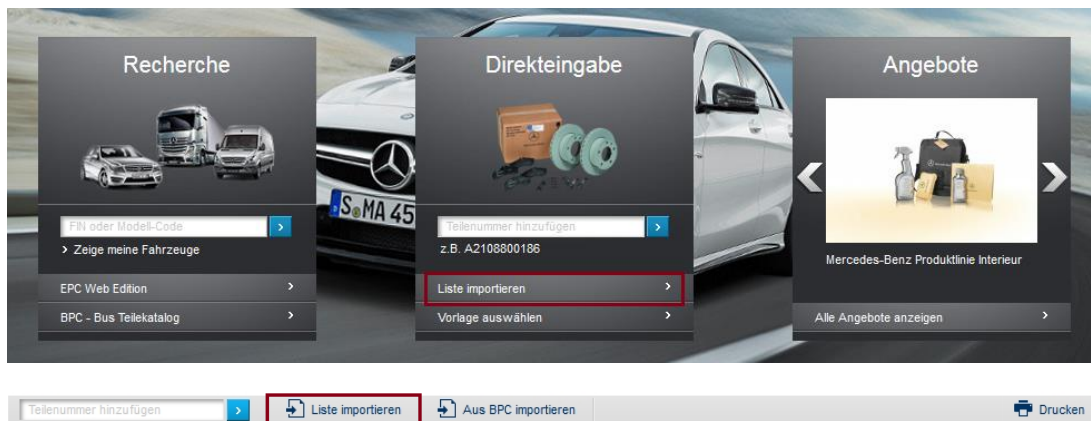 Recherche
FIN oder Modell-Code
Zeige meine Fahrzeuge
EPC Web Edition
BPC - Bus Teilekatalog
S MA 45
Direkteingabe
Teilenummer hinzufügen
z.B. A2108800186
Liste importieren
Vorlage auswählen
Angebote
Mercedes-Benz Produktlinie Interieur
Alle Angebote anzeigen
Teilenummer hinzufügen
Liste importieren
Aus BPC importieren
Drucken